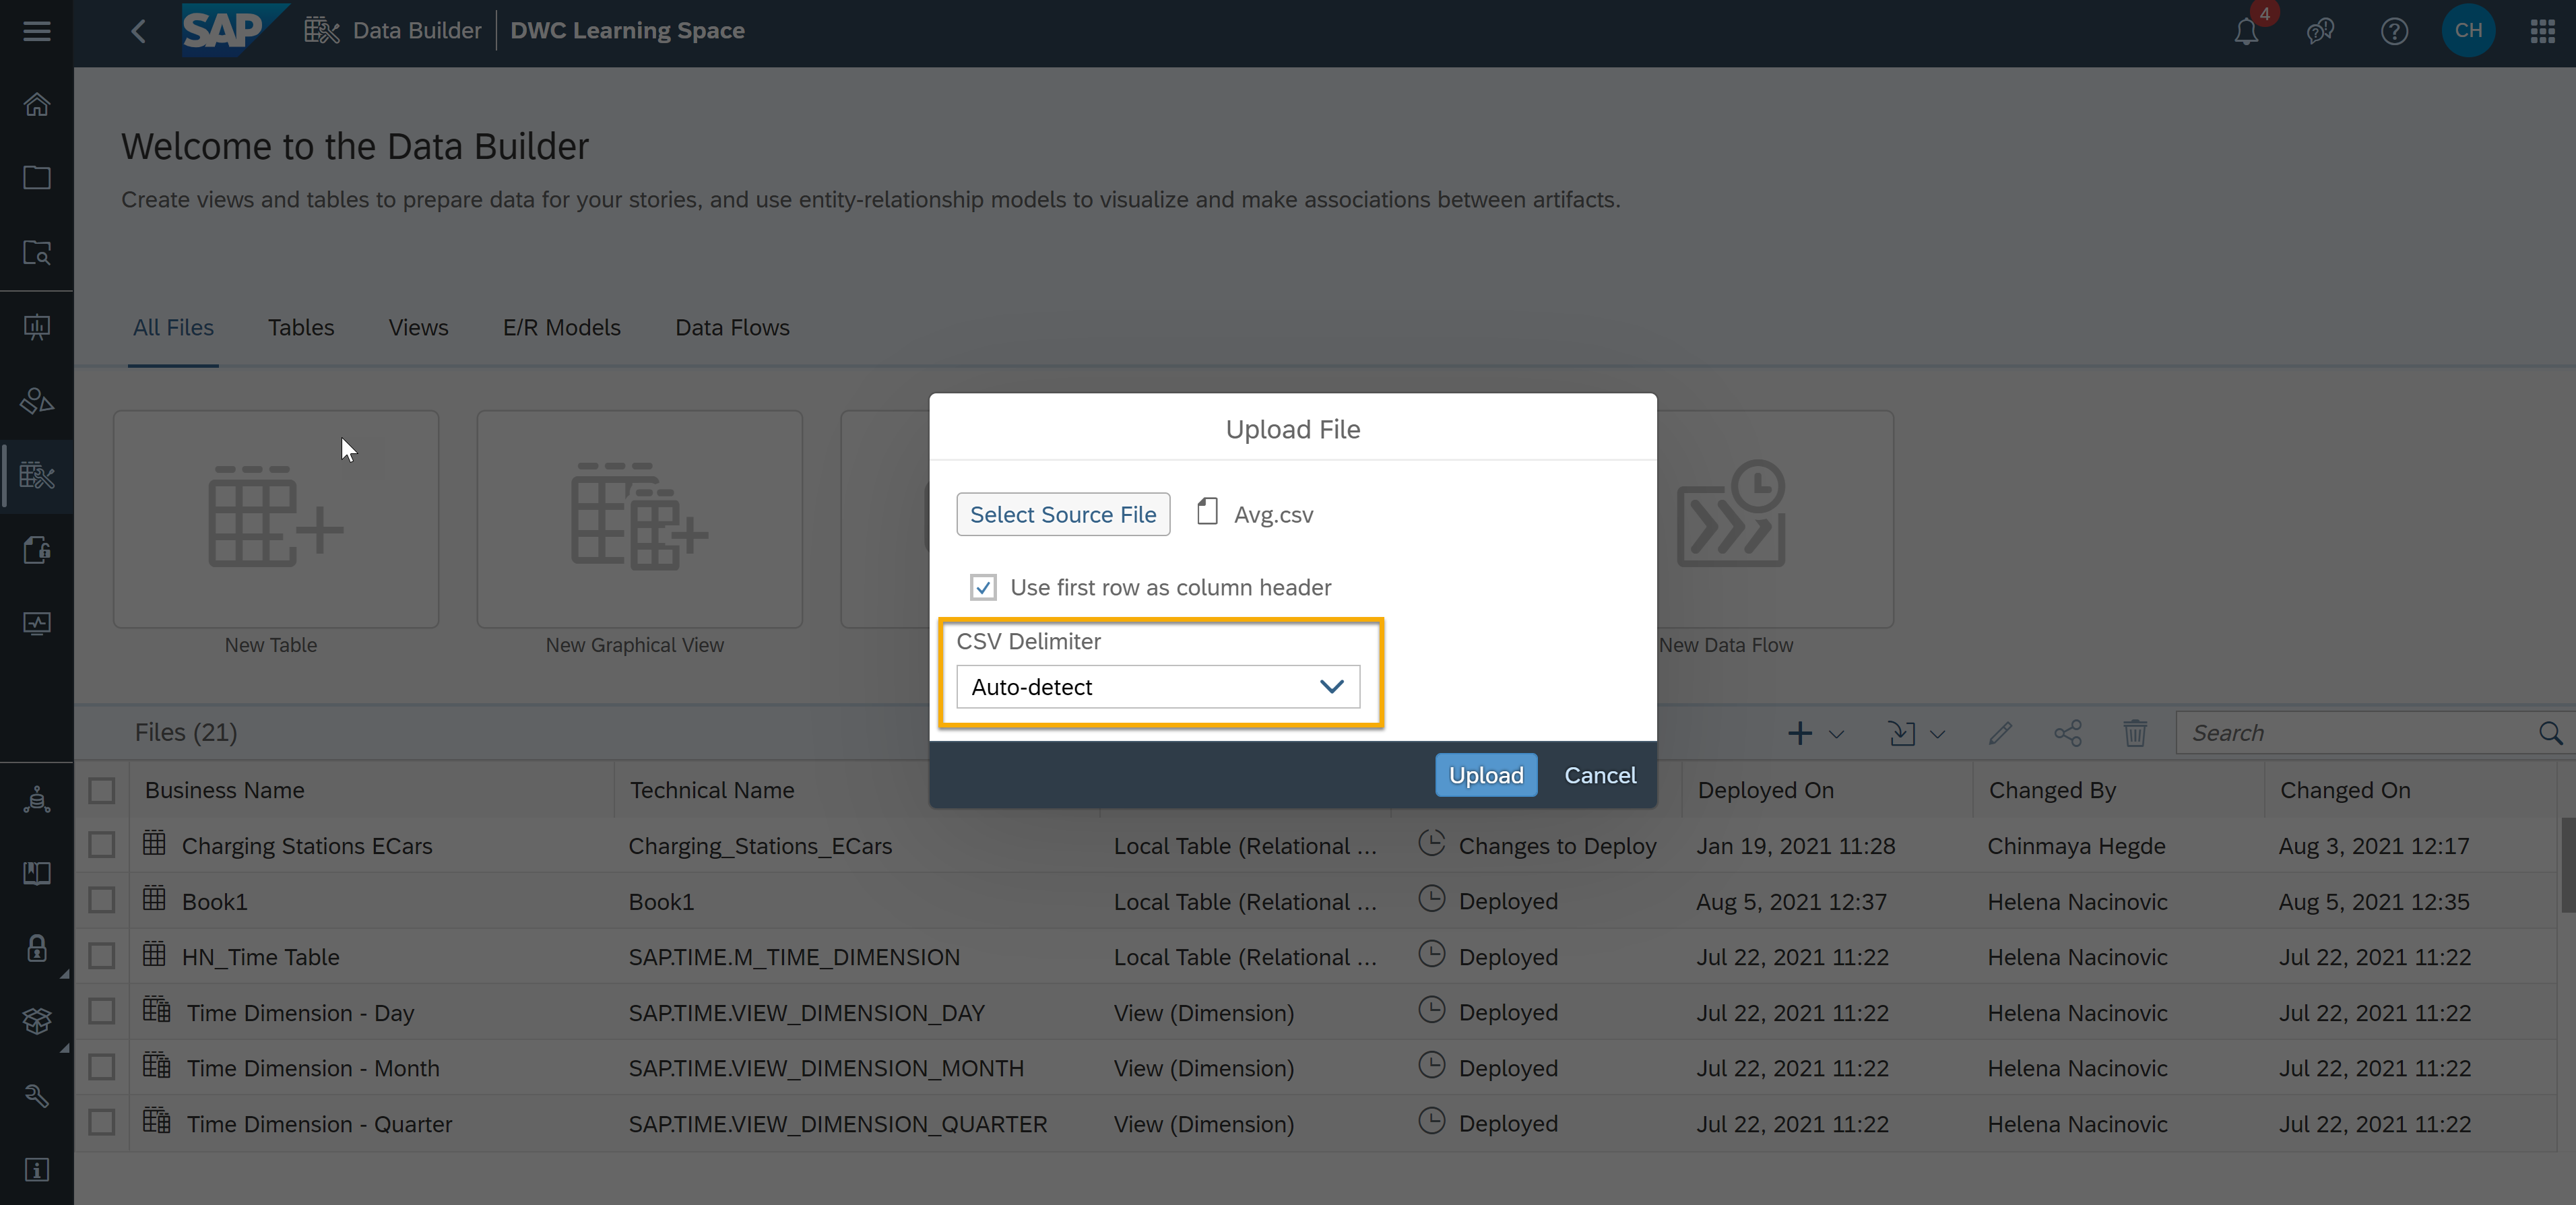 SAP Data Builder DWC Learning Space 4 CH
Welcome to the Data Builder
Create views and tables to prepare data for your stories, and use entity-relationship models to visualize and make associations between artifacts.
All Files Tables Views E/R Models Data Flows
Upload File
Select Source File Avg.csv
Use first row as column header
CSV Delimiter
Auto-detect
Upload Cancel
New Table New Graphical View New Data Flow
Files (21) Search
Business Name Technical Name Deployed On Changed By Changed On
Charging Stations ECars Charging_Stations_ECars Local Table (Relational ... Changes to Deploy Jan 19, 2021 11:28 Chinmaya Hegde Aug 3, 2021 12:17
Book1 Book1 Local Table (Relational ... Deployed Aug 5, 2021 12:37 Helena Nacinovic Aug 5, 2021 12:35
HN_Time Table SAP.TIME.M_TIME_DIMENSION Local Table (Relational ... Deployed Jul 22, 2021 11:22 Helena Nacinovic Jul 22, 2021 11:22
Time Dimension - Day SAP.TIME.VIEW_DIMENSION_DAY View (Dimension) Deployed Jul 22, 2021 11:22 Helena Nacinovic Jul 22, 2021 11:22
Time Dimension - Month SAP.TIME.VIEW_DIMENSION_MONTH View (Dimension) Deployed Jul 22, 2021 11:22 Helena Nacinovic Jul 22, 2021 11:22
Time Dimension - Quarter SAP.TIME.VIEW_DIMENSION_QUARTER View (Dimension) Deployed Jul 22, 2021 11:22 Helena Nacinovic Jul 22, 2021 11:22